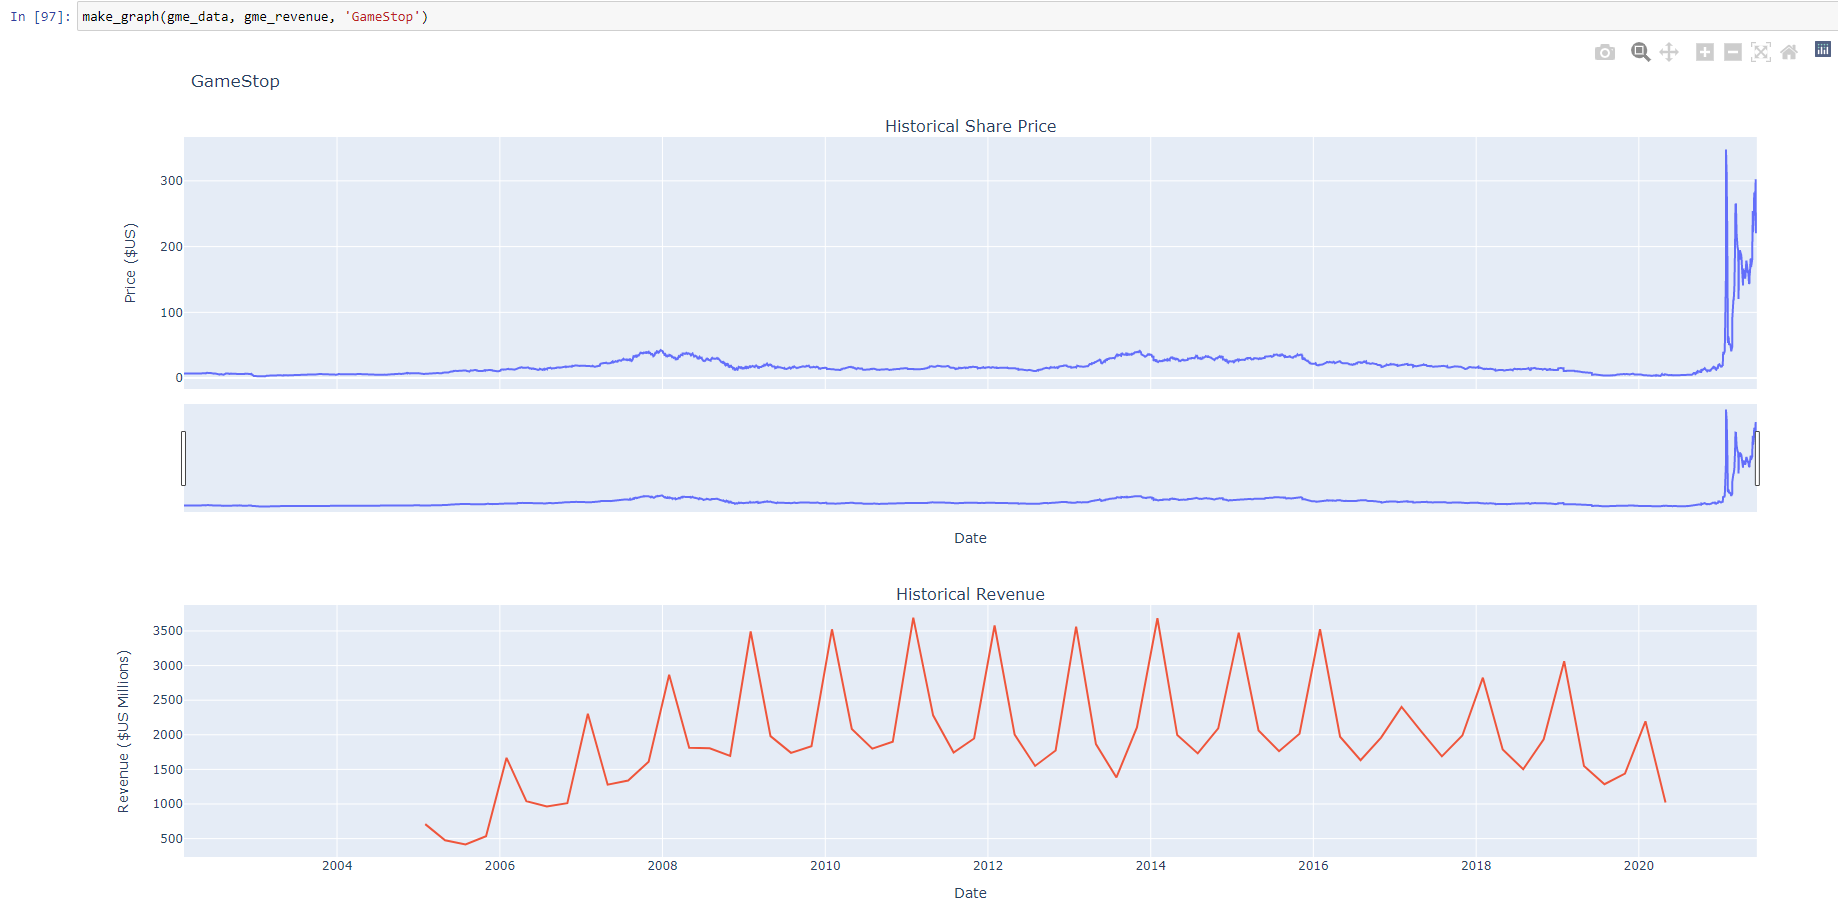 In [97]: make_graph(gme_data, gme_revenue, 'GameStop')
GameStop
Historical Share Price
300
200
100
0
Price ($US)
Date
Historical Revenue
3500
3000
2500
2000
1500
1000
500
Revenue ($US Millions)
2004 2006 2008 2010 2012 2014 2016 2018 2020
Date